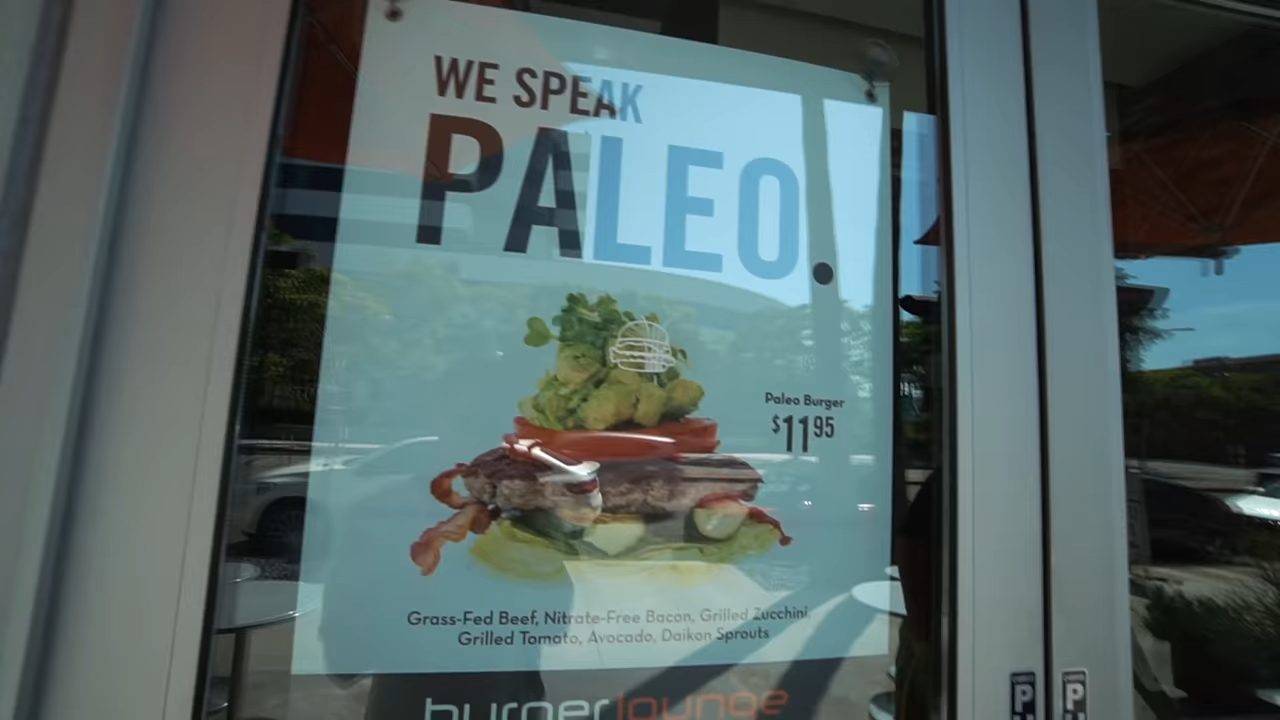 WE SPEAK
PALEO.
Paleo Burger
$11 95
Grass-Fed Beef, Nitrate-Free Bacon, Grilled Zucchini,
Grilled Tomato, Avocado, Daikon Sprouts
burgerlounge